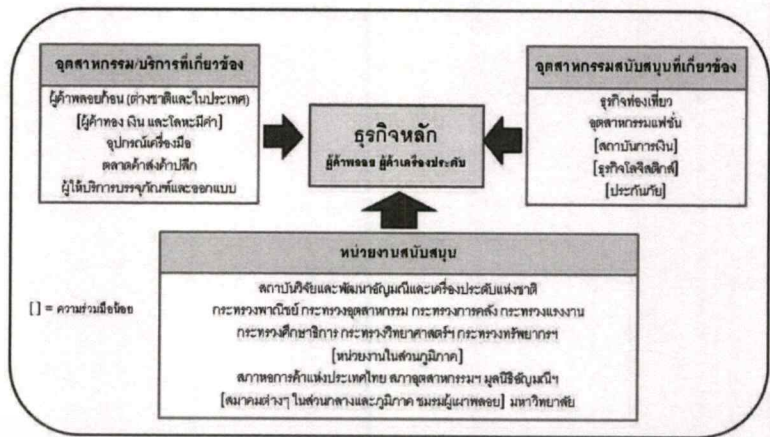 อุตสาหกรรม/บริการที่เกี่ยวข้อง
ผู้ค้าพลอยก้อน (ต่างชาติและในประเทศ)
[ผู้ค้าทอง เงิน และโลหะมีค่า]
อุปกรณ์เครื่องมือ
ตลาดค้าส่งค้าปลีก
ผู้ให้บริการบรรจุภัณฑ์และออกแบบ
ธุรกิจหลัก
ผู้ค้าพลอย ผู้ค้าเครื่องประดับ
อุตสาหกรรมสนับสนุนที่เกี่ยวข้อง
ธุรกิจท่องเที่ยว
อุตสาหกรรมแฟชั่น
[สถาบันการเงิน]
[ธุรกิจโลจิสติกส์]
[ประกันภัย]
หน่วยงานสนับสนุน
สถาบันวิจัยและพัฒนาอัญมณีและเครื่องประดับแห่งชาติ
กระทรวงพาณิชย์ กระทรวงอุตสาหกรรม กระทรวงการคลัง กระทรวงแรงงาน
กระทรวงศึกษาธิการ กระทรวงวิทยาศาสตร์ฯ กระทรวงทรัพยากรฯ
[หน่วยงานในส่วนภูมิภาค]
สภาหอการค้าแห่งประเทศไทย สภาอุตสาหกรรมฯ มูลนิธิอัญมณีฯ
[สมาคมต่างๆ ในส่วนกลางและภูมิภาค ชมรมผู้เผาพลอย] มหาวิทยาลัย
[ ] = ความร่วมมือน้อย